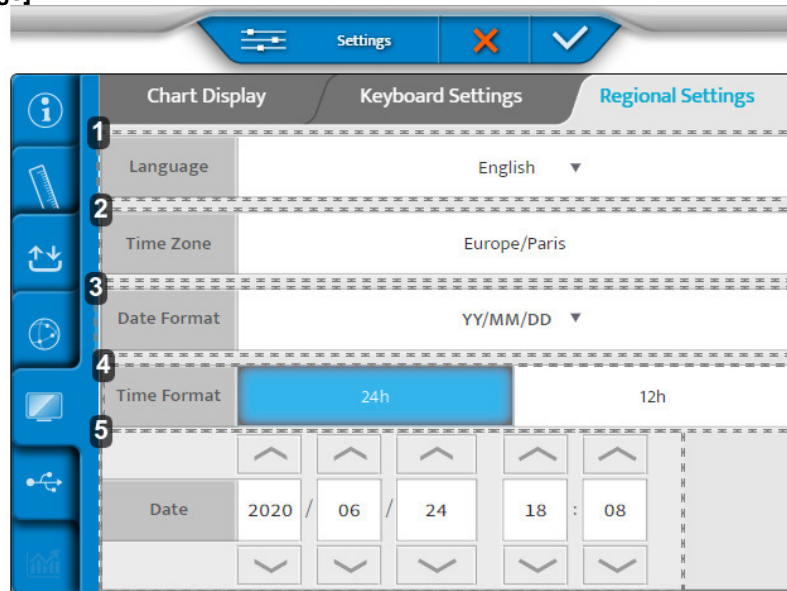 Settings
Chart Display Keyboard Settings Regional Settings
1
Language English
2
Time Zone Europe/Paris
3
Date Format YY/MM/DD
4
Time Format 24h 12h
5
Date 2020 / 06 / 24 18 : 08